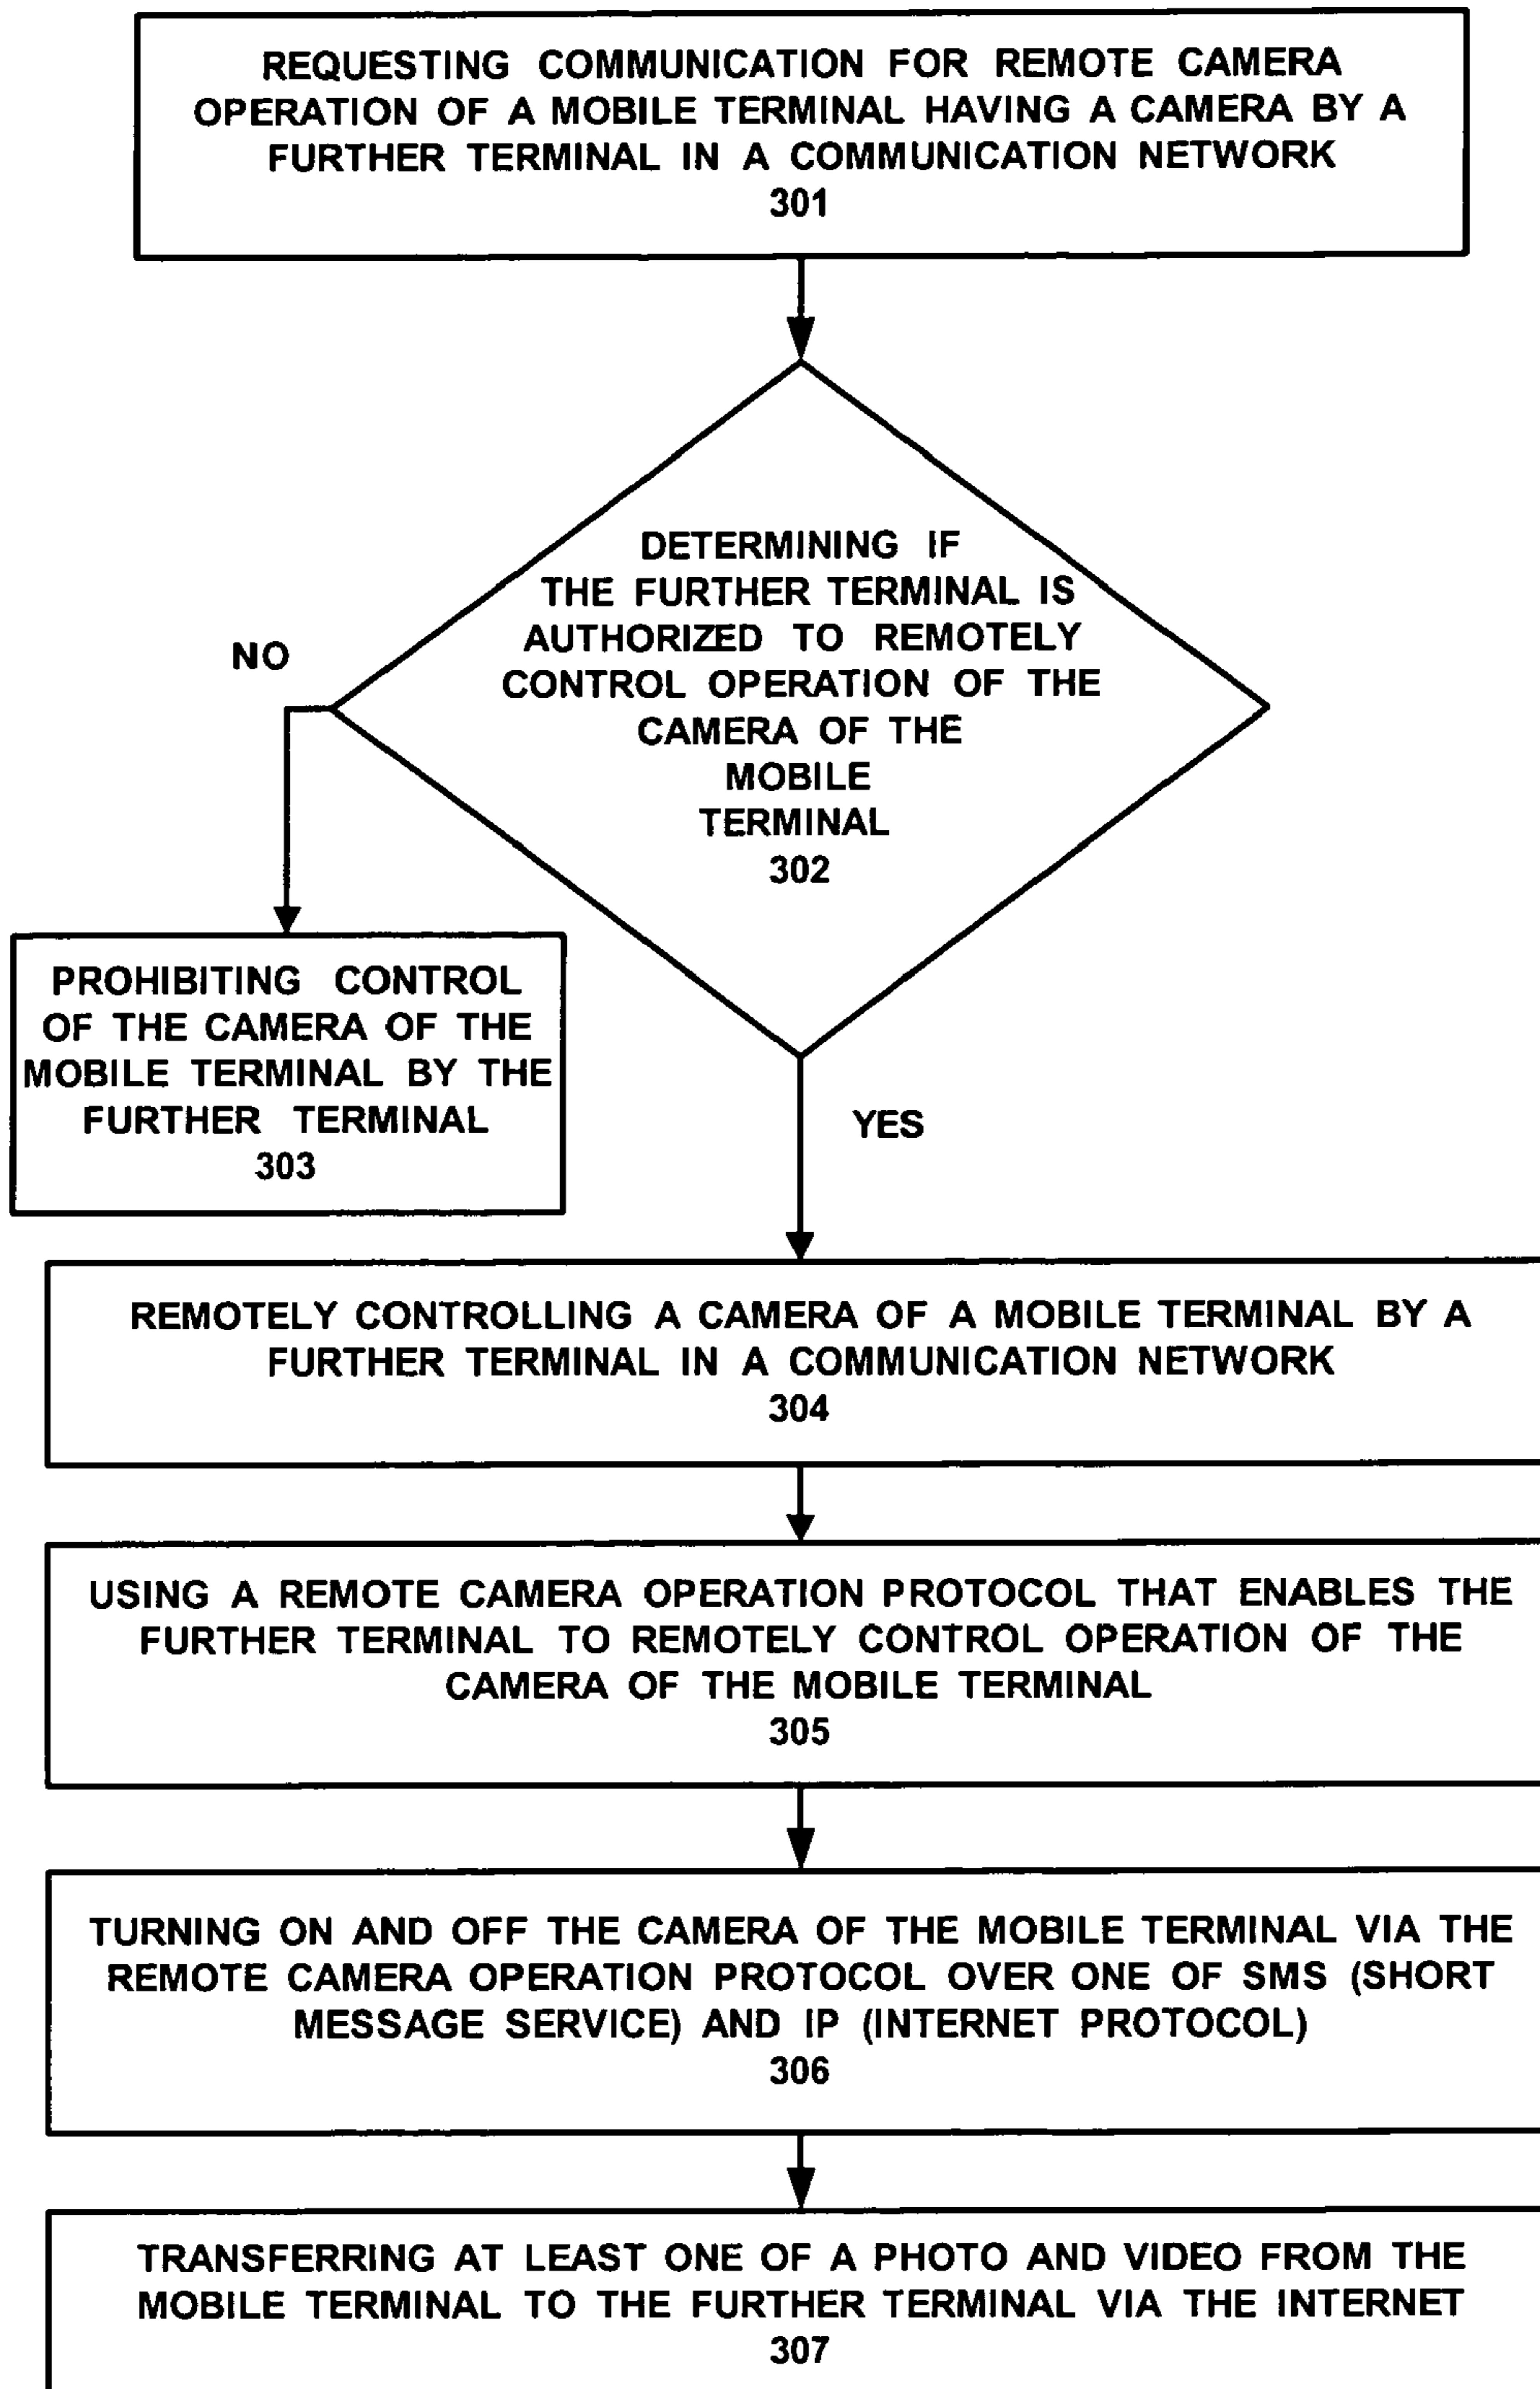 REQUESTING COMMUNICATION FOR REMOTE CAMERA
OPERATION OF A MOBILE TERMINAL HAVING A CAMERA BY A
FURTHER TERMINAL IN A COMMUNICATION NETWORK
301
DETERMINING IF
THE FURTHER TERMINAL IS
AUTHORIZED TO REMOTELY
CONTROL OPERATION OF THE
CAMERA OF THE
MOBILE
TERMINAL
302
NO
PROHIBITING CONTROL
OF THE CAMERA OF THE
MOBILE TERMINAL BY THE
FURTHER TERMINAL
303
YES
REMOTELY CONTROLLING A CAMERA OF A MOBILE TERMINAL BY A
FURTHER TERMINAL IN A COMMUNICATION NETWORK
304
USING A REMOTE CAMERA OPERATION PROTOCOL THAT ENABLES THE
FURTHER TERMINAL TO REMOTELY CONTROL OPERATION OF THE
CAMERA OF THE MOBILE TERMINAL
305
TURNING ON AND OFF THE CAMERA OF THE MOBILE TERMINAL VIA THE
REMOTE CAMERA OPERATION PROTOCOL OVER ONE OF SMS (SHORT
MESSAGE SERVICE) AND IP (INTERNET PROTOCOL)
306
TRANSFERRING AT LEAST ONE OF A PHOTO AND VIDEO FROM THE
MOBILE TERMINAL TO THE FURTHER TERMINAL VIA THE INTERNET
307